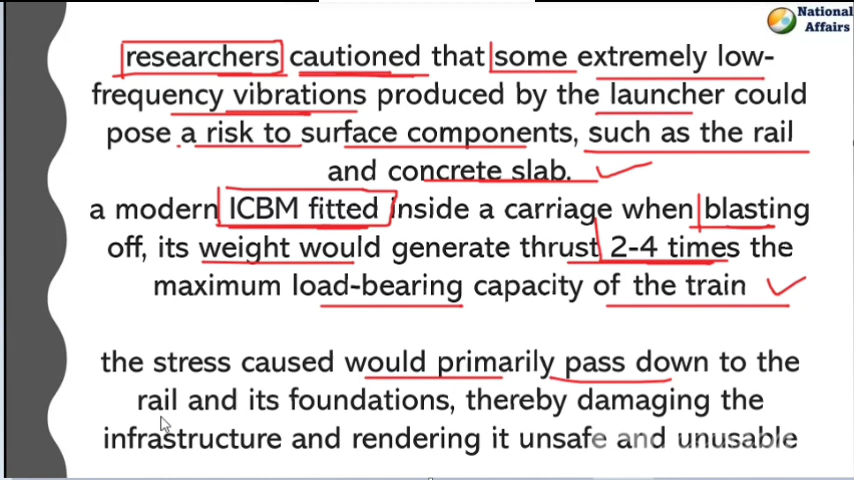 National
Affairs
researchers cautioned that some extremely low-
frequency vibrations produced by the launcher could
pose a risk to surface components, such as the rail
and concrete slab.
a modern ICBM fitted inside a carriage when blasting
off, its weight would generate thrust 2-4 times the
maximum load-bearing capacity of the train
the stress caused would primarily pass down to the
rail and its foundations, thereby damaging the
infrastructure and rendering it unsafe and unusable